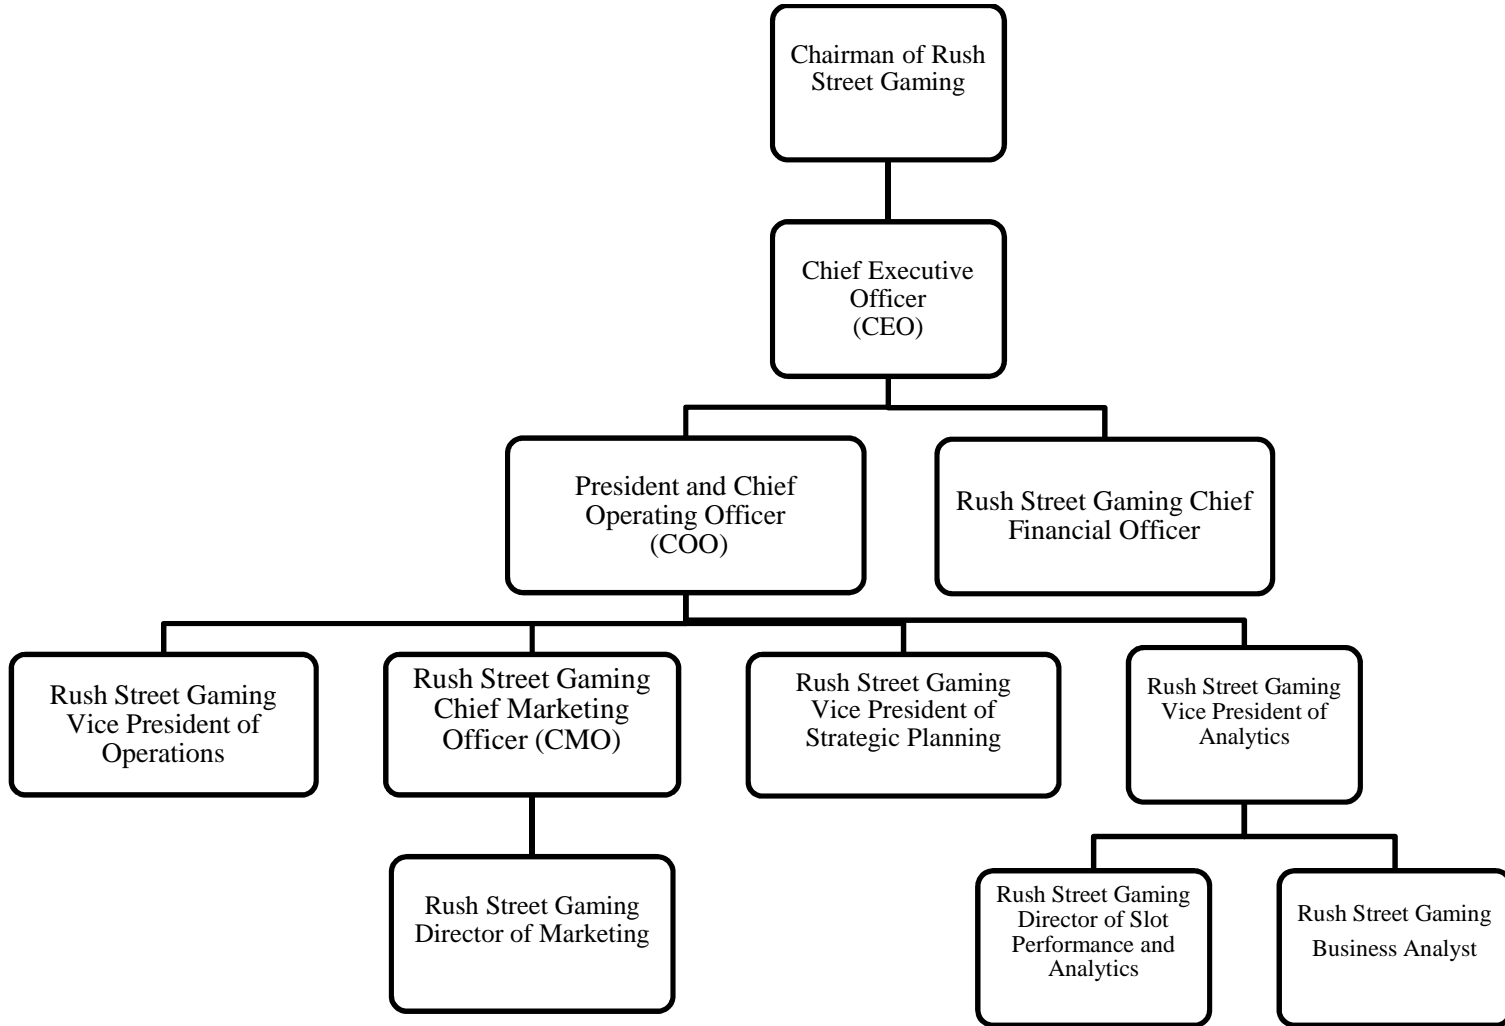 Chairman of Rush
Street Gaming
Chief Executive
Officer
(CEO)
President and Chief
Operating Officer
(COO)
Rush Street Gaming Chief
Financial Officer
Rush Street Gaming
Vice President of
Operations
Rush Street Gaming
Chief Marketing
Officer (CMO)
Rush Street Gaming
Vice President of
Strategic Planning
Rush Street Gaming
Vice President of
Analytics
Rush Street Gaming
Director of Marketing
Rush Street Gaming
Director of Slot
Performance and
Analytics
Rush Street Gaming
Business Analyst